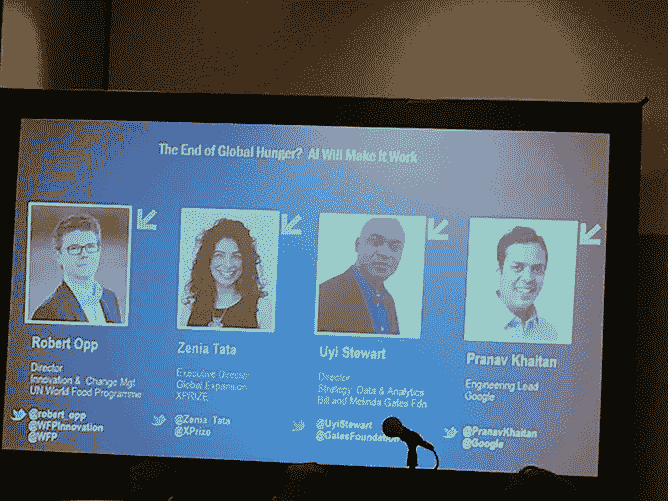 The End of Global Hunger? AI Will Make It Work
Robert Opp
Director
Innovation & Change Mgt
UN World Food Programme
@robert_opp
@WFPInnovation
@WFP
Zenia Tata
Executive Director
Global Expansion
XPRIZE
@Zenia_Tata
@XPrize
Uyi Stewart
Director
Strategy, Data & Analytics
Bill and Melinda Gates Fdn
@UyiStewart
Pranav Khaitan
Engineering Lead
Google
@PranavKhaitan
@Google